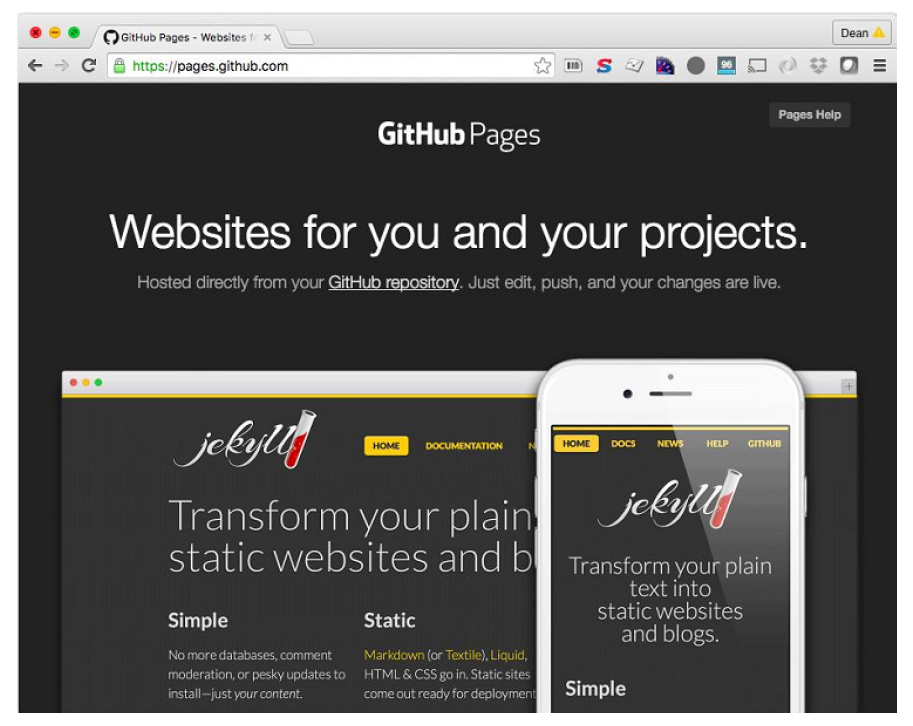 GitHub Pages - Websites fo
Dean
https://pages.github.com
96
Pages Help
GitHub Pages
Websites for you and your projects.
Hosted directly from your GitHub repository. Just edit, push, and your changes are live.
jekyll
HOME DOCUMENTATION N
Transform your plain
static websites and b
Simple
No more databases, comment
moderation, or pesky updates to
install—just your content.
Static
Markdown (or Textile), Liquid,
HTML & CSS go in. Static sites
come out ready for deployment
HOME DOCS NEWS HELP GITHUB
jekyll
Transform your plain
text into
static websites
and blogs.
Simple